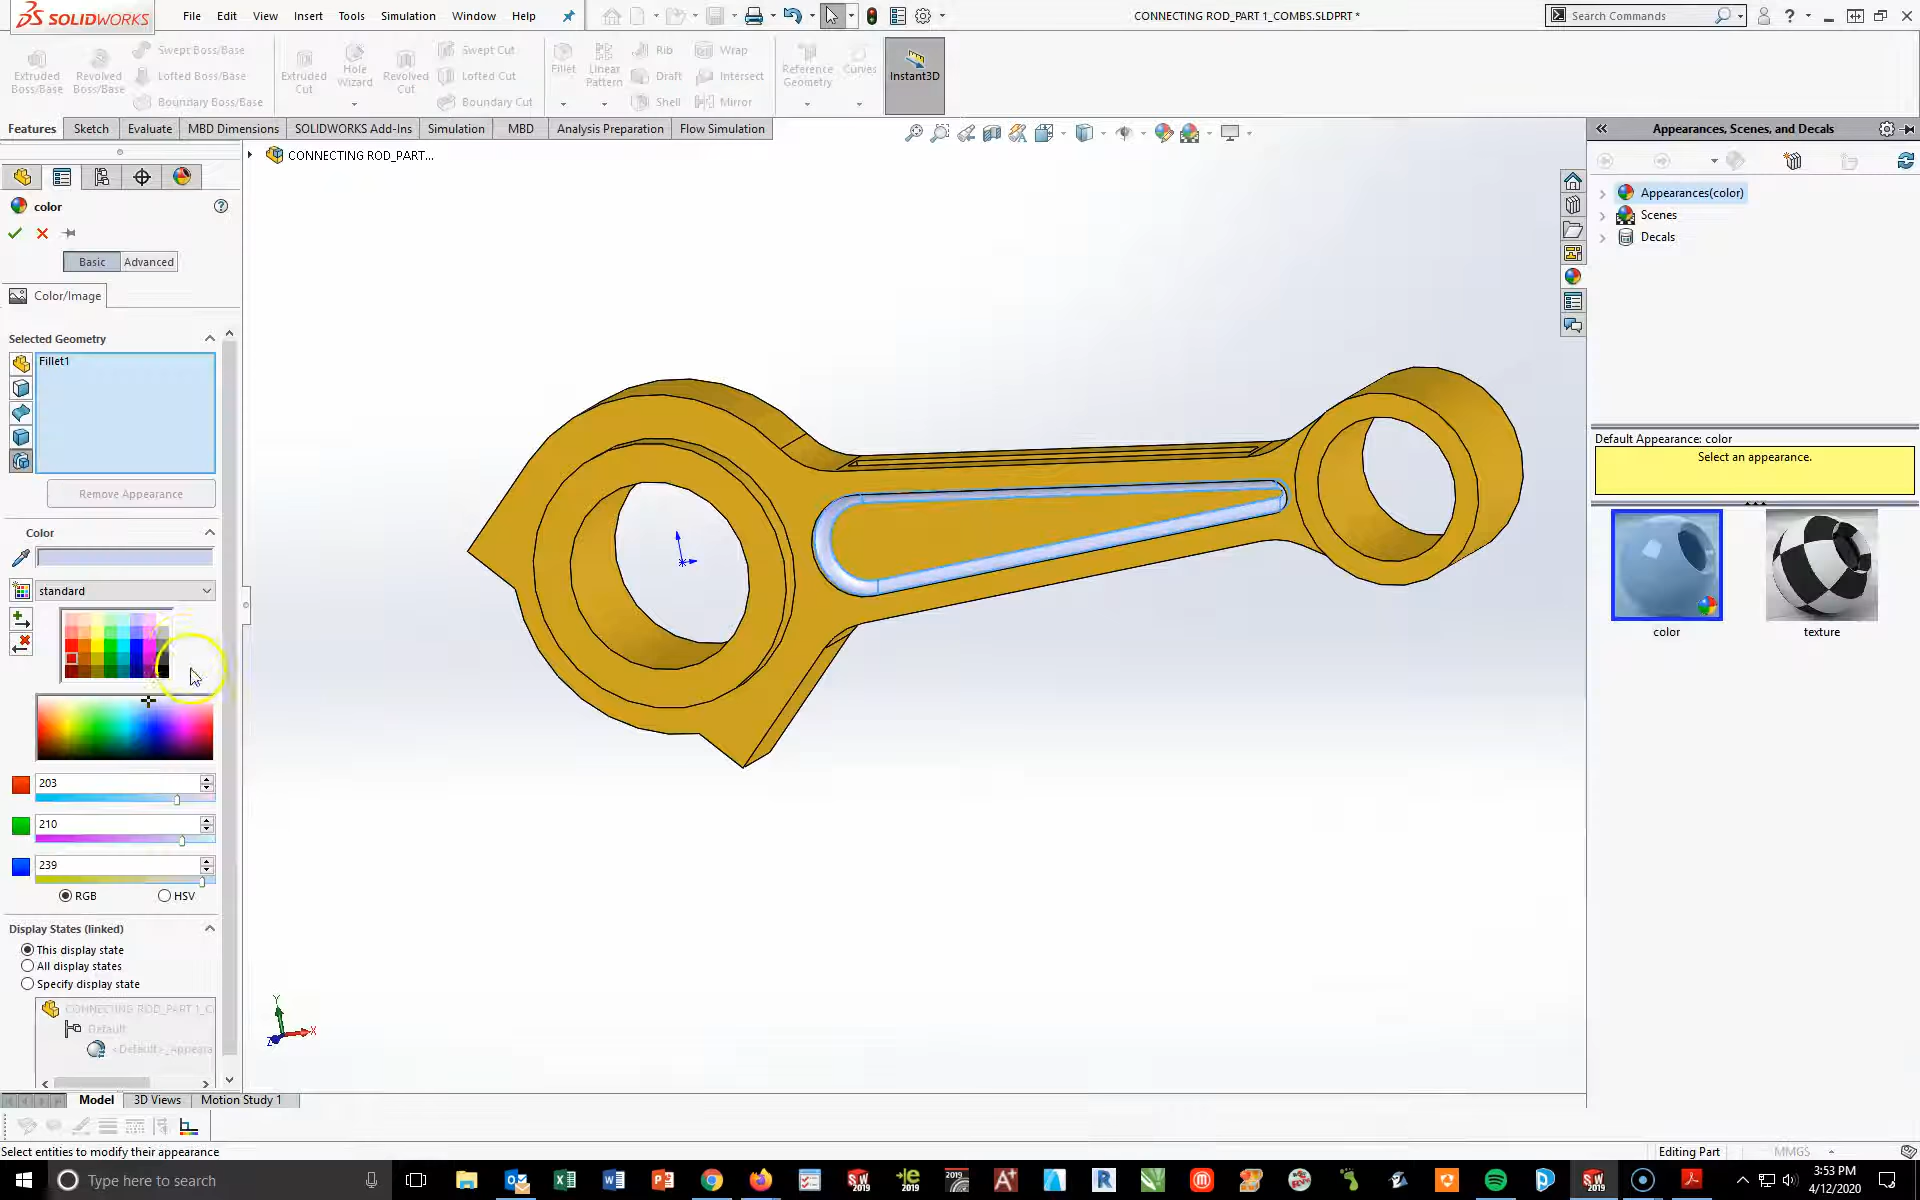 SOLIDWORKS
File Edit View Insert Tools Simulation Window Help
CONNECTING ROD_PART 1_COMBS.SLDPRT *
Search Commands
Extruded Boss/Base
Revolved Boss/Base
Swept Boss/Base
Lofted Boss/Base
Boundary Boss/Base
Extruded Cut
Hole Wizard
Revolved Cut
Swept Cut
Lofted Cut
Boundary Cut
Fillet
Linear Pattern
Rib
Draft
Shell
Wrap
Intersect
Mirror
Reference Geometry
Curves
Instant3D
Features Sketch Evaluate MBD Dimensions SOLIDWORKS Add-Ins Simulation MBD Analysis Preparation Flow Simulation
CONNECTING ROD_PART...
color
Basic Advanced
Color/Image
Selected Geometry
Fillet1
Remove Appearance
Color
standard
203
210
239
RGB HSV
Display States (linked)
This display state
All display states
Specify display state
CONNECTING ROD_PART 1_C
Default
<Default>_Appeara
Y
X
Z
Appearances, Scenes, and Decals
Appearances(color)
Scenes
Decals
Default Appearance: color
Select an appearance.
color
texture
Model 3D Views Motion Study 1
Select entities to modify their appearance
Editing Part
MMGS
Type here to search
3:53 PM
4/12/2020